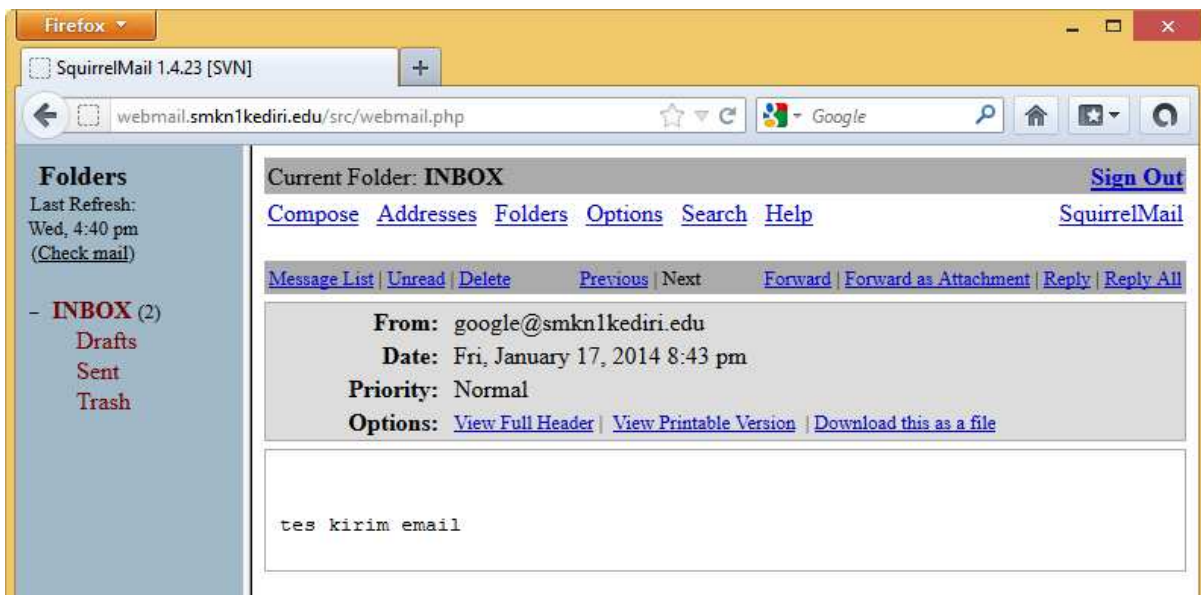 Firefox
SquirrelMail 1.4.23 [SVN]
webmail.smkn1kediri.edu/src/webmail.php
Google
Folders
Last Refresh:
Wed, 4:40 pm
(Check mail)
– INBOX (2)
Drafts
Sent
Trash
Current Folder: INBOX Sign Out
Compose Addresses Folders Options Search Help SquirrelMail
Message List | Unread | Delete Previous | Next Forward | Forward as Attachment | Reply | Reply All
From: google@smkn1kediri.edu
Date: Fri, January 17, 2014 8:43 pm
Priority: Normal
Options: View Full Header | View Printable Version | Download this as a file
tes kirim email